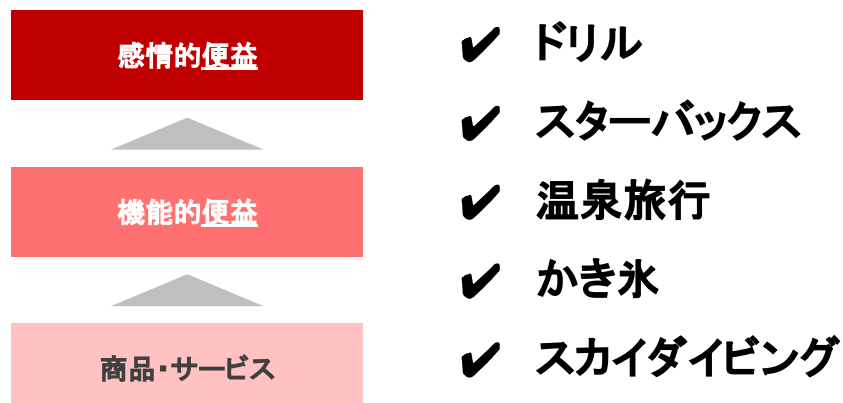 感情的便益
機能的便益
商品・サービス
✔ ドリル
✔ スターバックス
✔ 温泉旅行
✔ かき氷
✔ スカイダイビング